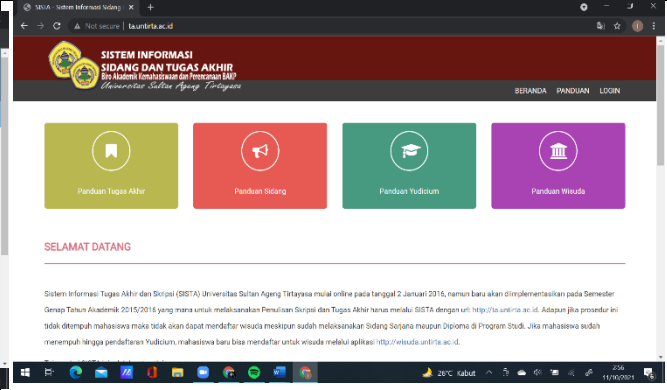 SISTA - Sistem Informasi Sidang
Not secure | ta.untirta.ac.id
SISTEM INFORMASI
SIDANG DAN TUGAS AKHIR
Biro Akademik Kemahasiswaan dan Perencanaan BAKP
Universitas Sultan Ageng Tirtayasa
BERANDA PANDUAN LOGIN
Panduan Tugas Akhir
Panduan Sidang
Panduan Yudicium
Panduan Wisuda
SELAMAT DATANG
Sistem Informasi Tugas Akhir dan Skripsi (SISTA) Universitas Sultan Ageng Tirtayasa mulai online pada tanggal 2 Januari 2016, namun baru akan diimplementasikan pada Semester
Genap Tahun Akademik 2015/2016 yang mana untuk melaksanakan Penulisan Skripsi dan Tugas Akhir harus melalui SISTA dengan url: http://ta.untirta.ac.id. Adapun jika prosedur ini
tidak ditempuh mahasiswa maka tidak akan dapat mendaftar wisuda meskipun sudah melaksanakan Sidang Sarjana maupun Diploma di Program Studi. Jika mahasiswa sudah
menempuh hingga pendaftaran Yudicium, mahasiswa baru bisa mendaftar untuk wisuda melalui aplikasi http://wisuda.untirta.ac.id.
26°C Kabut
2:56
11/10/2021